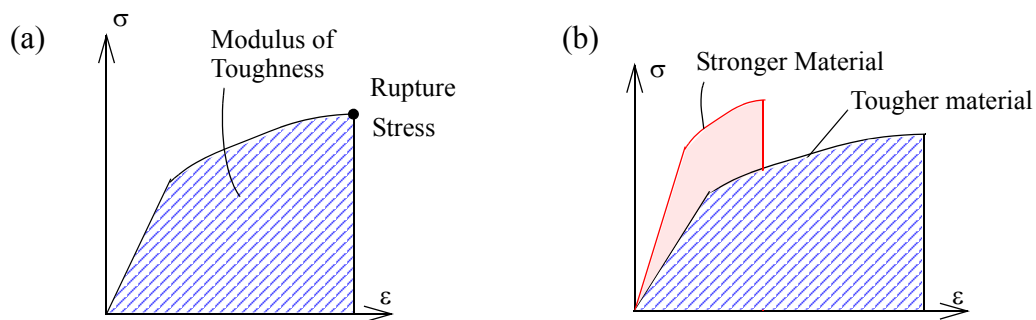 (a)
σ
Modulus of
Toughness
Rupture
Stress
ε
(b)
σ
Stronger Material
Tougher material
ε